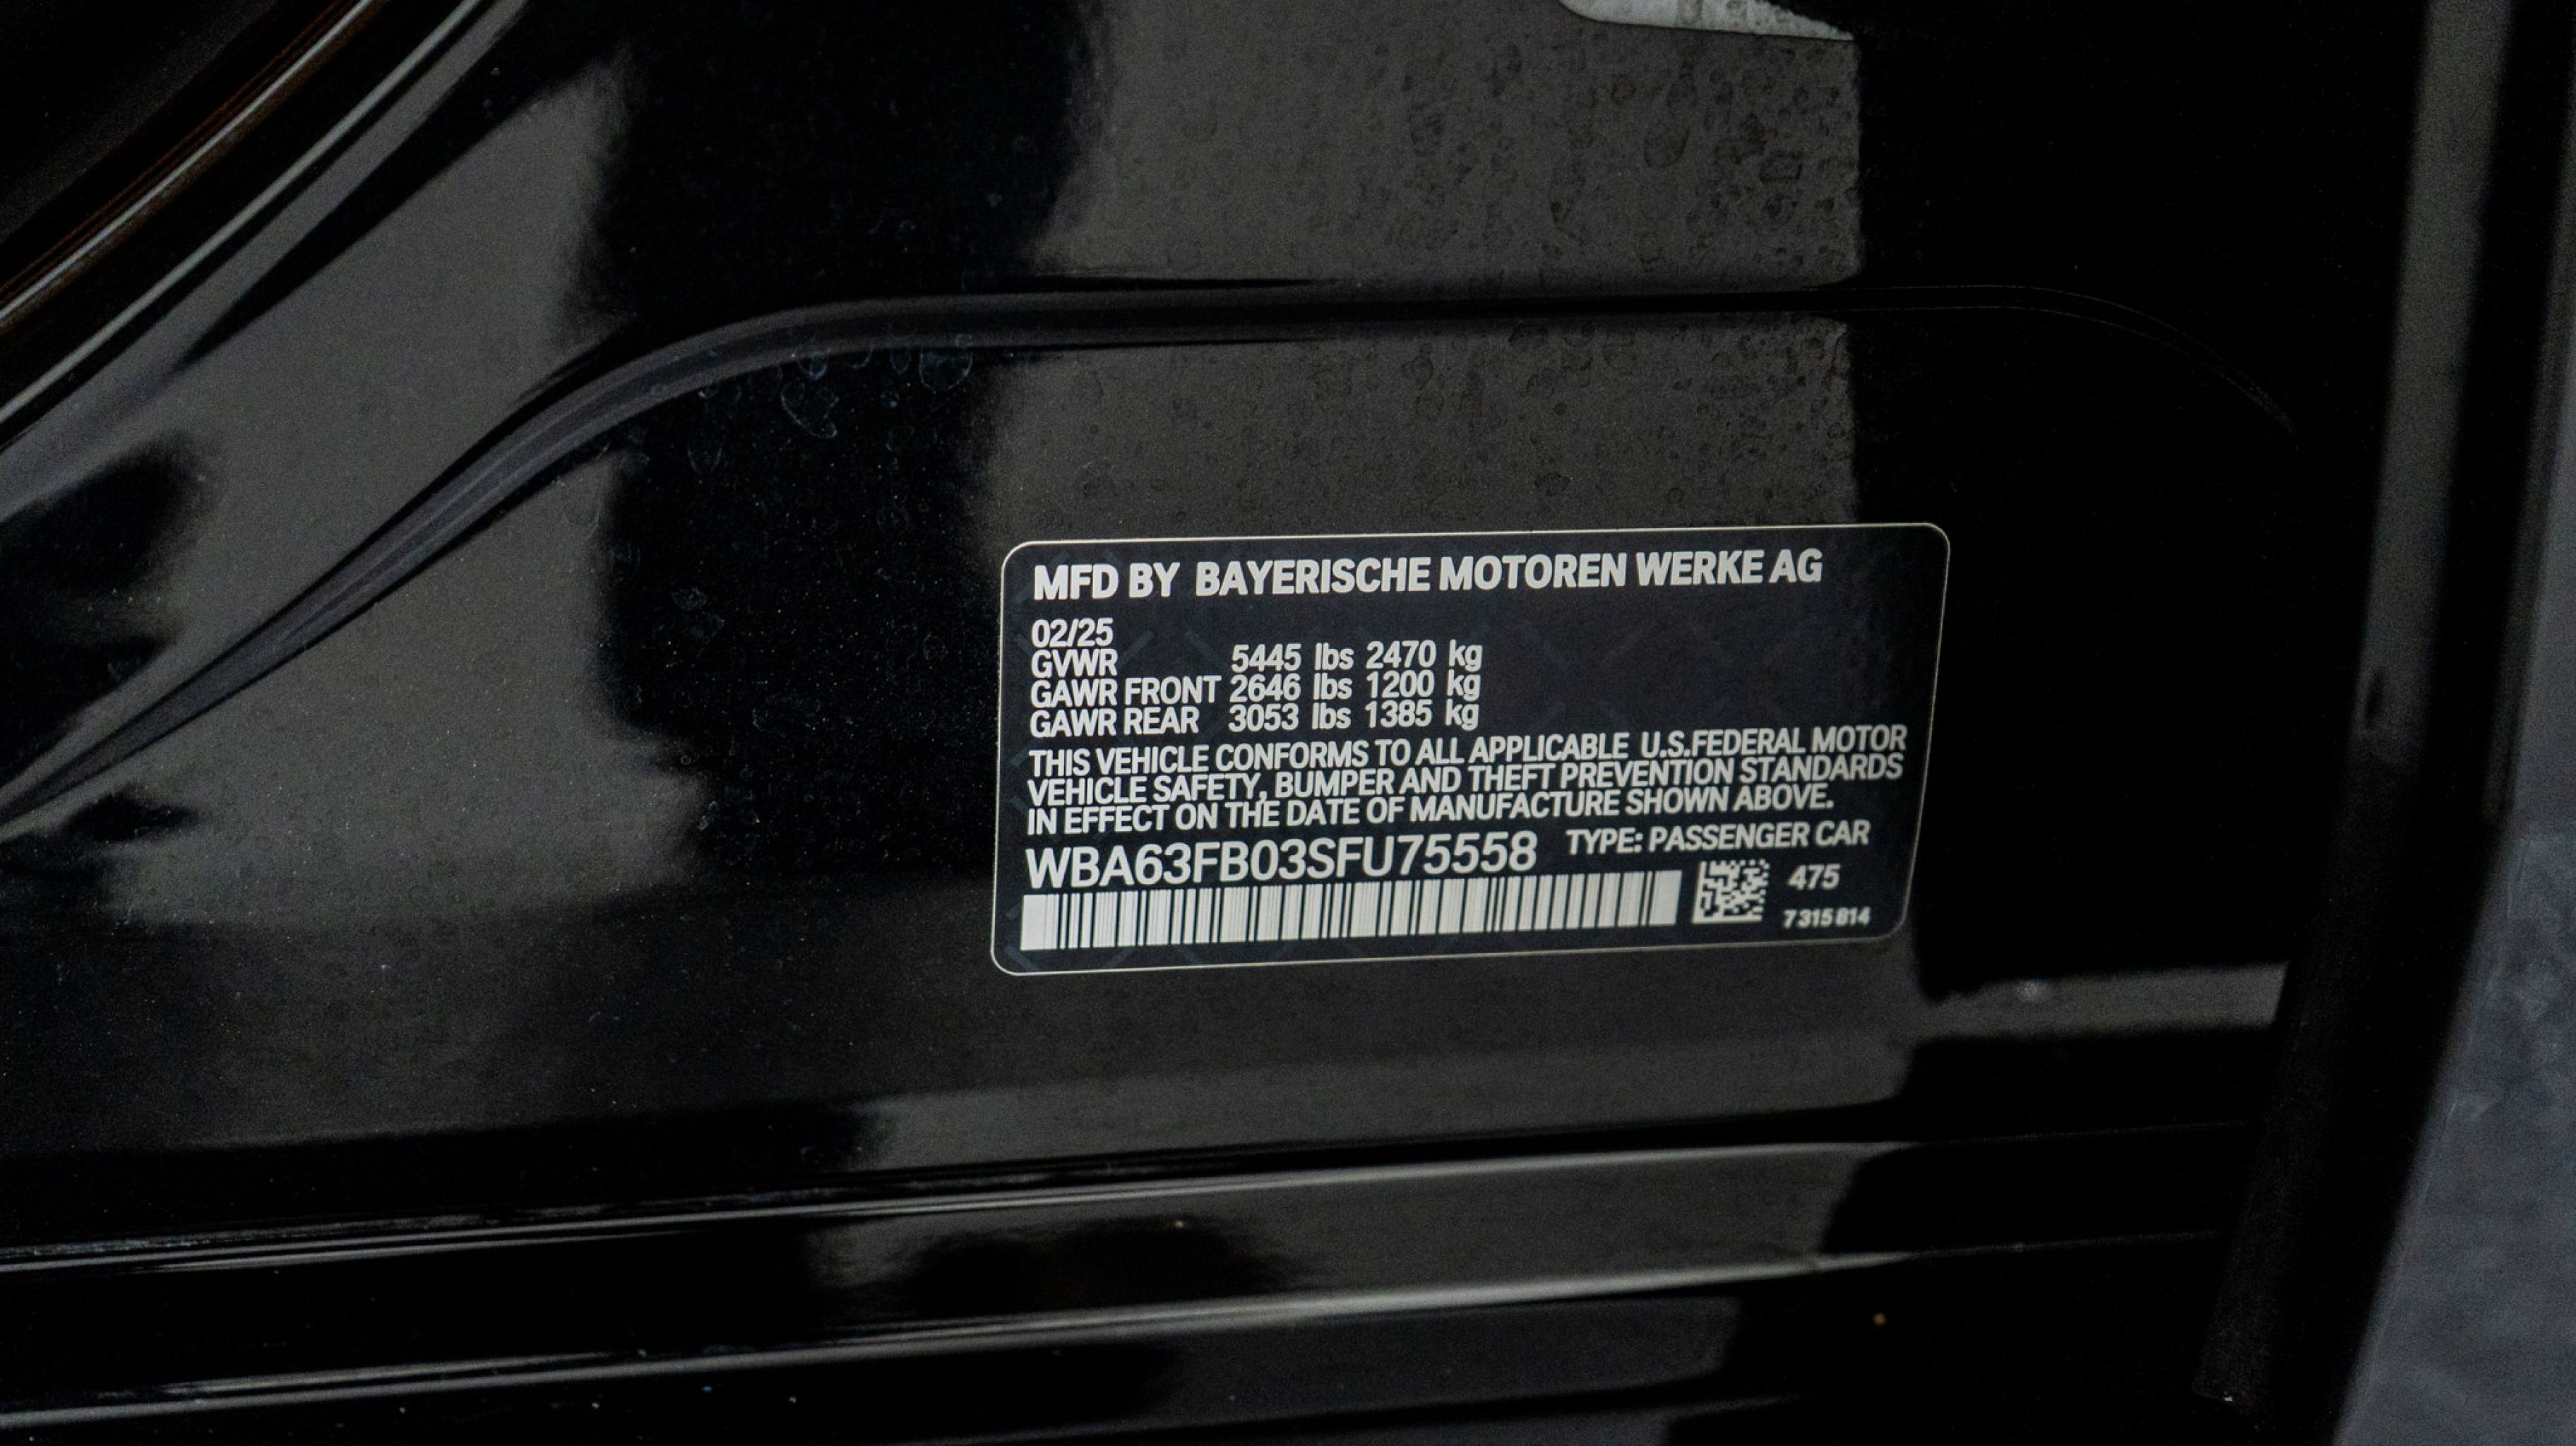 MFD BY BAYERISCHE MOTOREN WERKE AG
02/25
GVWR 5445 lbs 2470 kg
GAWR FRONT 2646 lbs 1200 kg
GAWR REAR 3053 lbs 1385 kg
THIS VEHICLE CONFORMS TO ALL APPLICABLE U.S.FEDERAL MOTOR
VEHICLE SAFETY, BUMPER AND THEFT PREVENTION STANDARDS
IN EFFECT ON THE DATE OF MANUFACTURE SHOWN ABOVE.
WBA63FB03SFU75558 TYPE: PASSENGER CAR
475
7 315 814